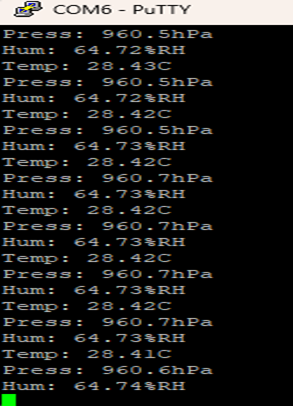 COM6 - PuTTY
Press: 960.5hPa
Hum: 64.72%RH
Temp: 28.43C
Press: 960.5hPa
Hum: 64.72%RH
Temp: 28.42C
Press: 960.5hPa
Hum: 64.73%RH
Temp: 28.42C
Press: 960.7hPa
Hum: 64.73%RH
Temp: 28.42C
Press: 960.7hPa
Hum: 64.73%RH
Temp: 28.42C
Press: 960.7hPa
Hum: 64.73%RH
Temp: 28.42C
Press: 960.7hPa
Hum: 64.73%RH
Temp: 28.41C
Press: 960.6hPa
Hum: 64.74%RH